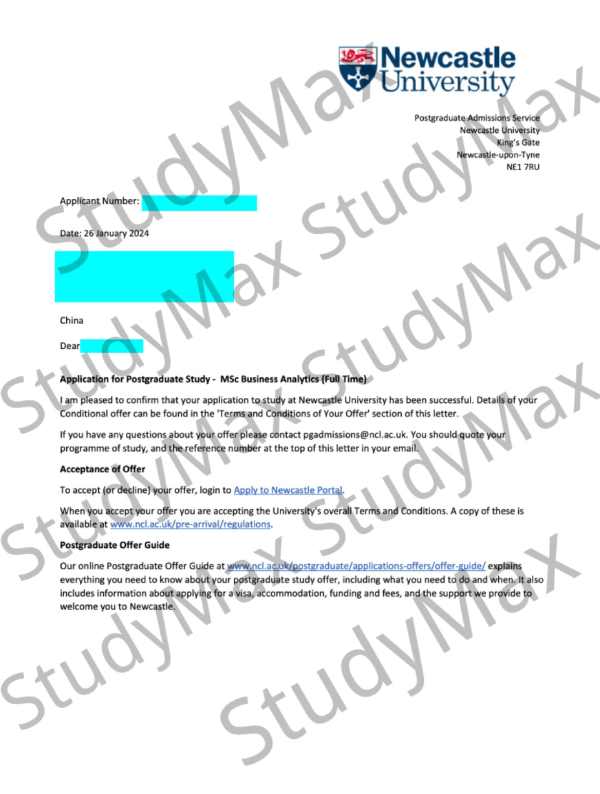 Newcastle
University
Postgraduate Admissions Service
Newcastle University
King's Gate
Newcastle-upon-Tyne
NE1 7RU
Applicant Number:
Date: 26 January 2024
China
Dear
Application for Postgraduate Study - MSc Business Analytics (Full Time)
I am pleased to confirm that your application to study at Newcastle University has been successful. Details of your
Conditional offer can be found in the 'Terms and Conditions of Your Offer' section of this letter.
If you have any questions about your offer please contact pgadmissions@ncl.ac.uk. You should quote your
programme of study, and the reference number at the top of this letter in your email.
Acceptance of Offer
To accept (or decline) your offer, login to Apply to Newcastle Portal.
When you accept your offer you are accepting the University's overall Terms and Conditions. A copy of these is
available at www.ncl.ac.uk/pre-arrival/regulations.
Postgraduate Offer Guide
Our online Postgraduate Offer Guide at www.ncl.ac.uk/postgraduate/applications-offers/offer-guide/ explains
everything you need to know about your postgraduate study offer, including what you need to do and when. It also
includes information about applying for a visa, accommodation, funding and fees, and the support we provide to
welcome you to Newcastle.
StudyMax StudyMax
StudyMax StudyMax
StudyMax StudyMax
StudyMax